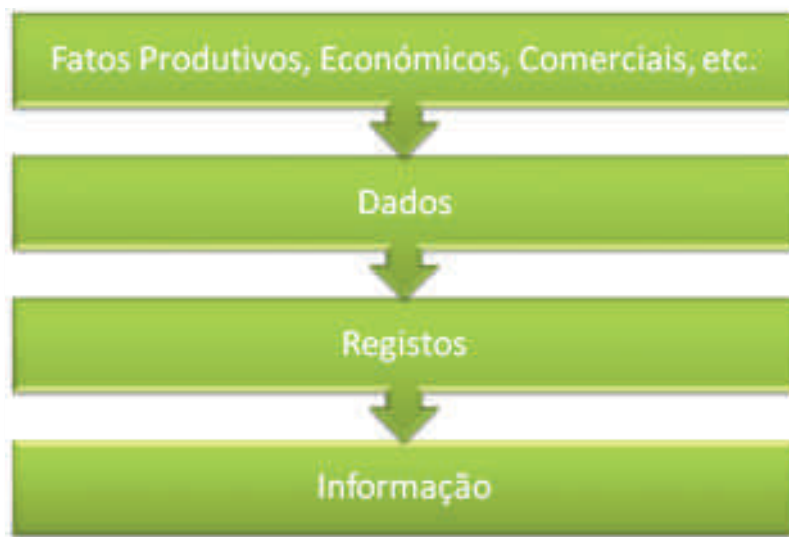 Fatos Produtivos, Económicos, Comerciais, etc.
Dados
Registos
Informação